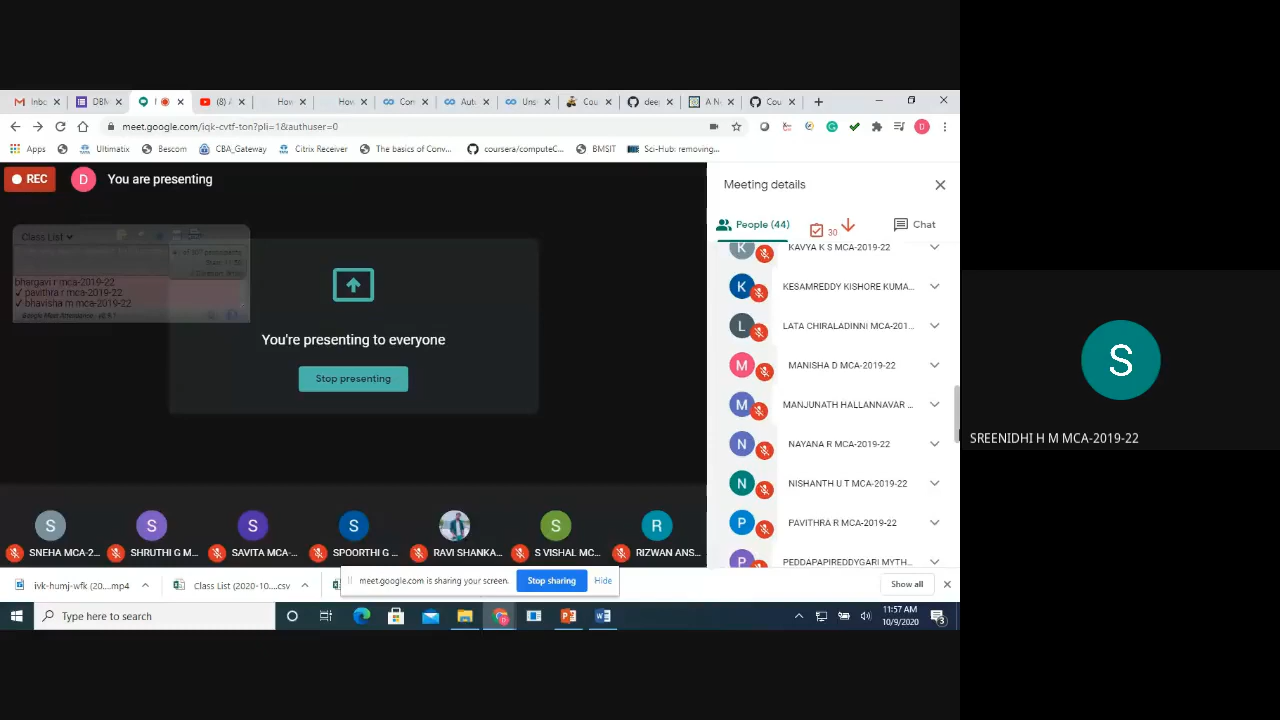 Inbc
DBM
(8) A
How
How
Con
Aut
Uns
Cou
deep
A N
Cou
meet.google.com/iqk-cvtf-ton?pli=1&authuser=0
Apps
Ultimatix
Bescom
CBA_Gateway
Citrix Receiver
The basics of Conv...
coursera/computeC...
BMSIT
Sci-Hub: removing...
REC
You are presenting
Class List
bhargavi r mca-2019-22
✓ pavithra r mca-2019-22
✓ bhavisha m mca-2019-22
You're presenting to everyone
Stop presenting
Meeting details
People (44)
30
Chat
K
KAVYA K S MCA-2019-22
K
KESAMREDDY KISHORE KUMA...
L
LATA CHIRALADINNI MCA-201...
M
MANISHA D MCA-2019-22
M
MANJUNATH HALLANNAVAR ...
N
NAYANA R MCA-2019-22
N
NISHANTH U T MCA-2019-22
P
PAVITHRA R MCA-2019-22
P
PEDDAPAPIREDDYGARI MYTH...
SNEHA MCA-2...
SHRUTHI G M...
SAVITA MCA-...
SPOORTHI G ...
RAVI SHANKA...
S VISHAL MC...
RIZWAN ANS...
ivk-humj-wfk (20....mp4
Class List (2020-10....csv
meet.google.com is sharing your screen.
Stop sharing
Hide
Show all
Type here to search
11:57 AM
10/9/2020
S
SREENIDHI H M MCA-2019-22